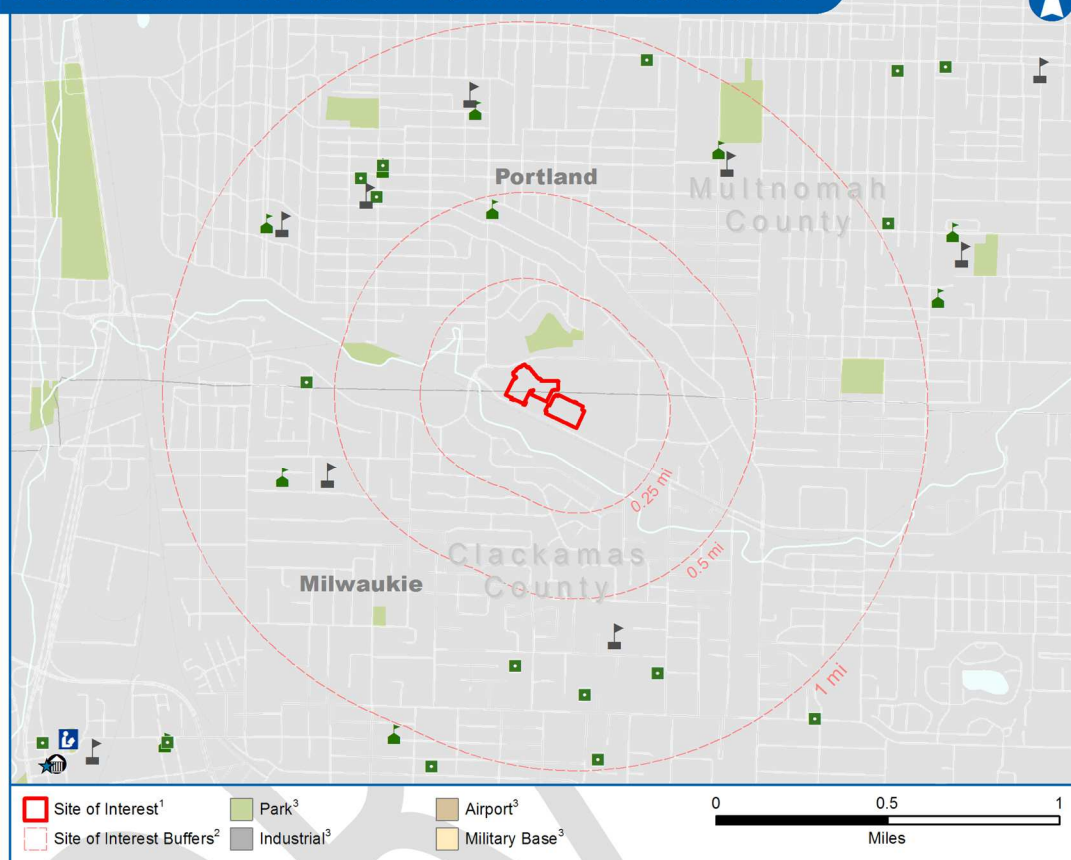 Portland
Multnomah
County
0.25 mi
0.5 mi
Clackamas
County
Milwaukie
1 mi
Site of Interest¹
Park³
Airport³
Site of Interest Buffers²
Industrial³
Military Base³
0
0.5
1
Miles